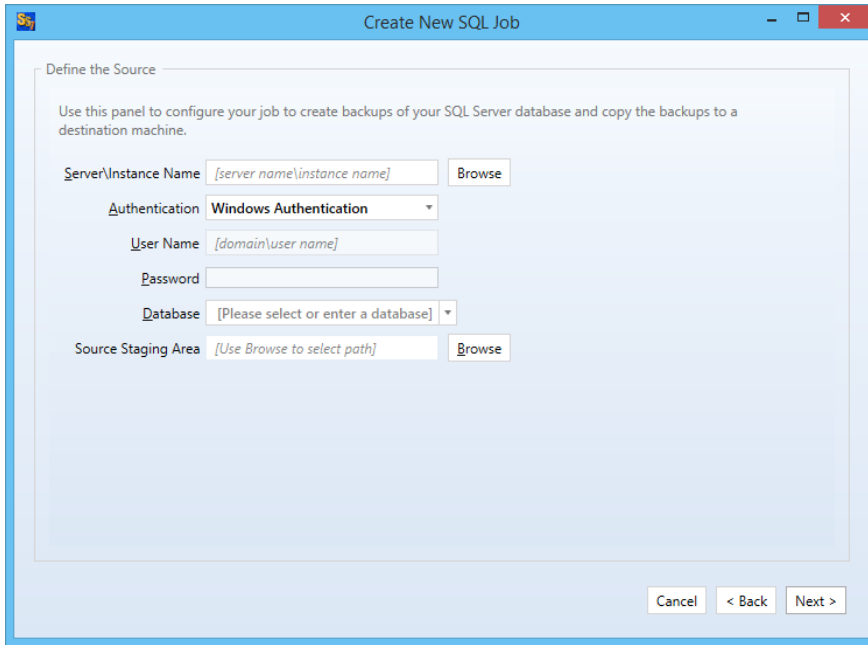 Create New SQL Job
Define the Source
Use this panel to configure your job to create backups of your SQL Server database and copy the backups to a
destination machine.
Server\Instance Name [server name\instance name] Browse
Authentication Windows Authentication
User Name [domain\user name]
Password
Database [Please select or enter a database]
Source Staging Area [Use Browse to select path] Browse
Cancel < Back Next >